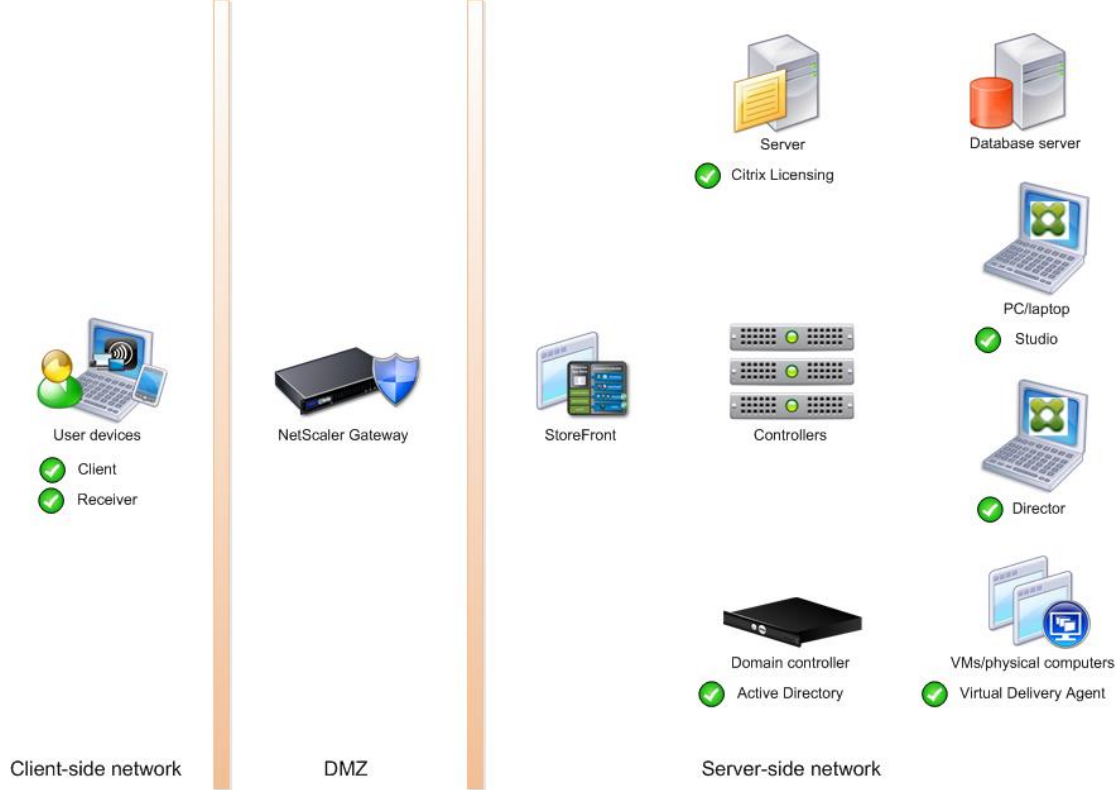 Server
Citrix Licensing
Database server
PC/laptop
Studio
User devices
Client
Receiver
NetScaler Gateway
StoreFront
Controllers
Director
Domain controller
Active Directory
VMs/physical computers
Virtual Delivery Agent
Client-side network
DMZ
Server-side network